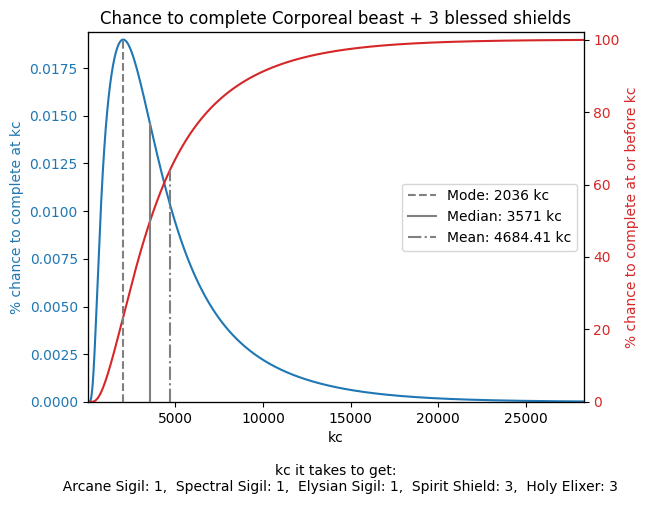 Chance to complete Corporeal beast + 3 blessed shields
% chance to complete at kc
0.0175
0.0150
0.0125
0.0100
0.0075
0.0050
0.0025
0.0000
Mode: 2036 kc
Median: 3571 kc
Mean: 4684.41 kc
100
80
60
40
20
0
% chance to complete at or before kc
5000 10000 15000 20000 25000
kc
kc it takes to get:
Arcane Sigil: 1, Spectral Sigil: 1, Elysian Sigil: 1, Spirit Shield: 3, Holy Elixer: 3